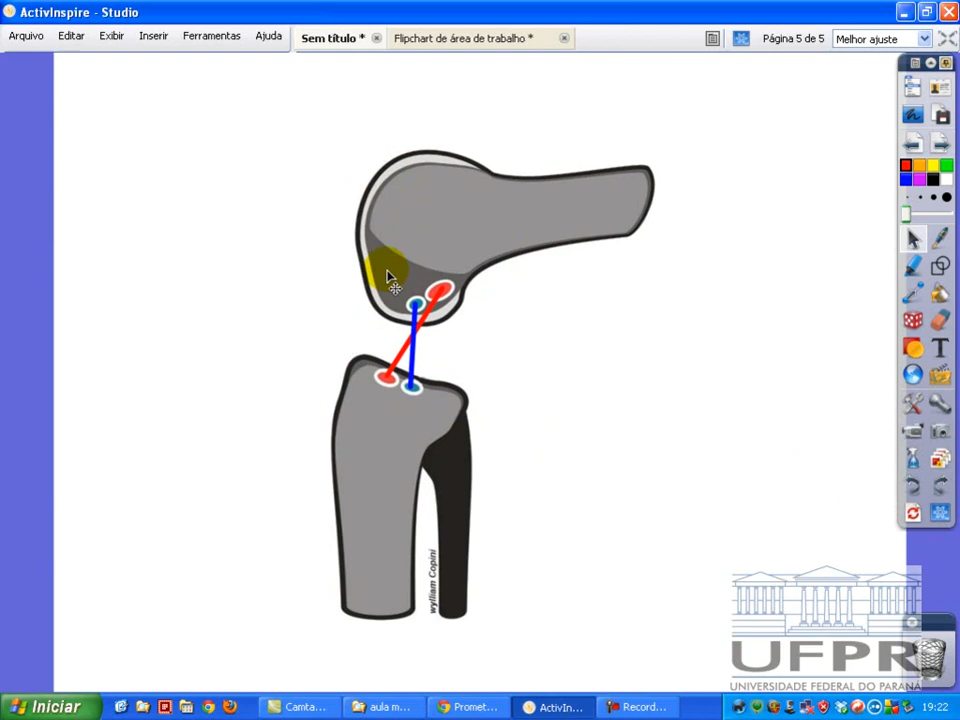 ActivInspire - Studio
Arquivo Editar Exibir Inserir Ferramentas Ajuda
Sem título *
Flipchart de área de trabalho *
Página 5 de 5
Melhor ajuste
wylliam Copini
UFPR
UNIVERSIDADE FEDERAL DO PARANÁ
Iniciar
Camta...
aula m...
Promet...
ActivIn...
Record...
19:22